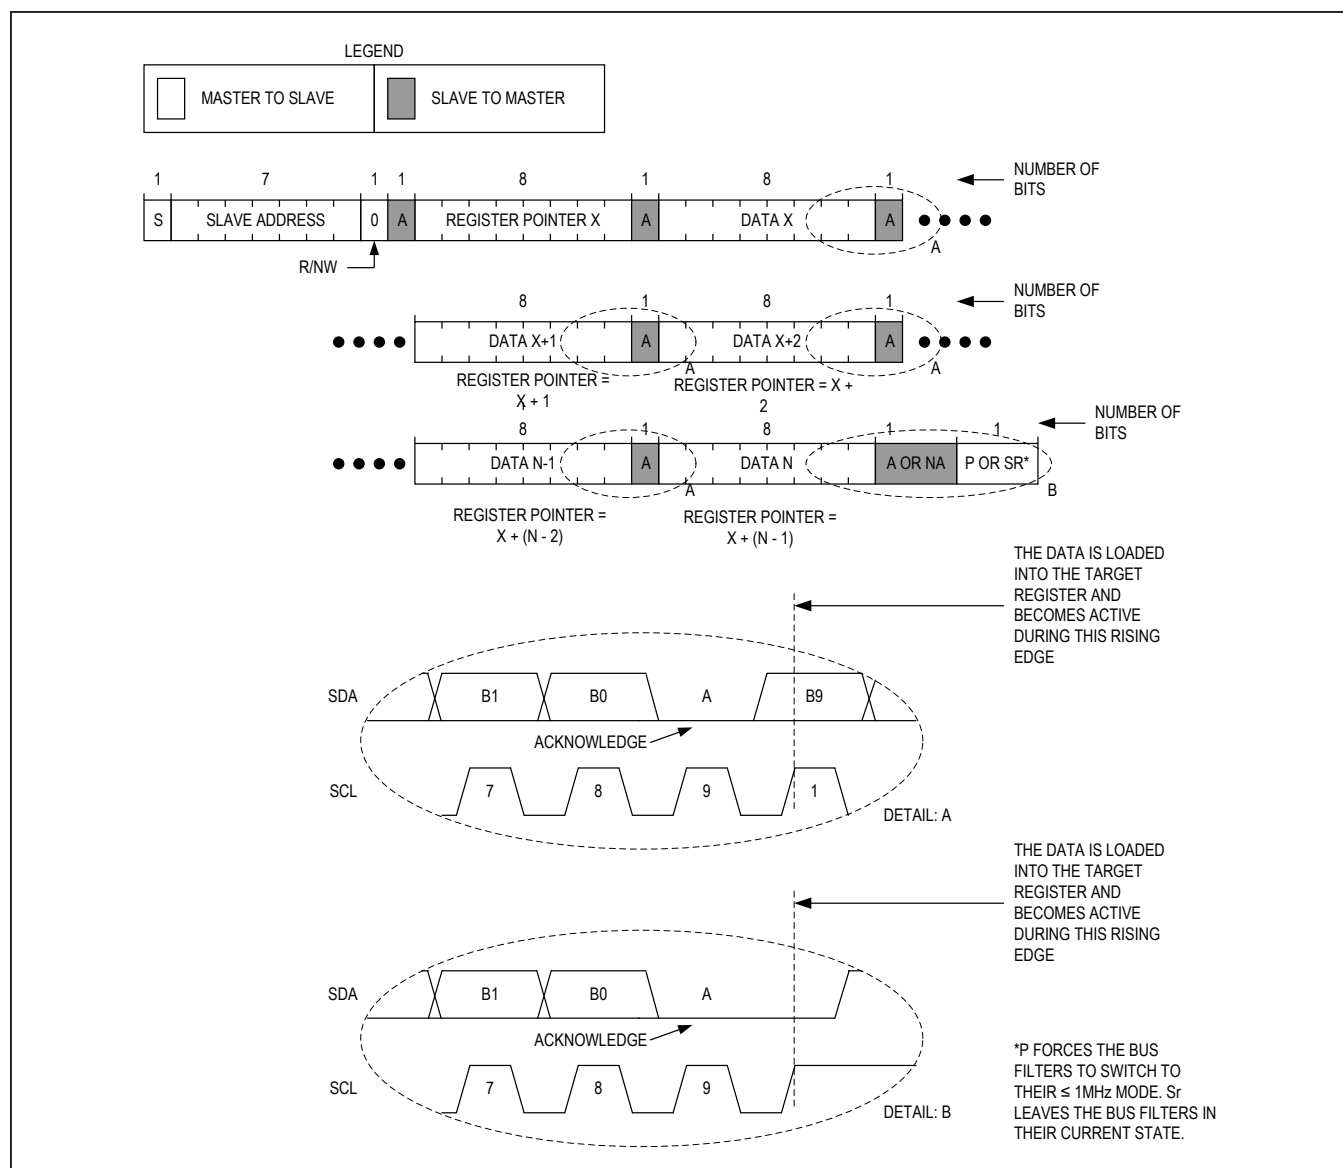 LEGEND
MASTER TO SLAVE
SLAVE TO MASTER
1 7 1 1 8 1 8 1
NUMBER OF
BITS
S SLAVE ADDRESS 0 A REGISTER POINTER X A DATA X A
A
R/NW
8 1 8 1
NUMBER OF
BITS
DATA X+1 A DATA X+2 A
A A
REGISTER POINTER =
X + 1
REGISTER POINTER = X +
2
8 1 8 1 1
NUMBER OF
BITS
DATA N-1 A DATA N A OR NA P OR SR*
A B
REGISTER POINTER =
X + (N - 2)
REGISTER POINTER =
X + (N - 1)
THE DATA IS LOADED
INTO THE TARGET
REGISTER AND
BECOMES ACTIVE
DURING THIS RISING
EDGE
SDA B1 B0 A B9
ACKNOWLEDGE
SCL 7 8 9 1
DETAIL: A
THE DATA IS LOADED
INTO THE TARGET
REGISTER AND
BECOMES ACTIVE
DURING THIS RISING
EDGE
SDA B1 B0 A
ACKNOWLEDGE
SCL 7 8 9
DETAIL: B
*P FORCES THE BUS
FILTERS TO SWITCH TO
THEIR ≤ 1MHz MODE. Sr
LEAVES THE BUS FILTERS IN
THEIR CURRENT STATE.